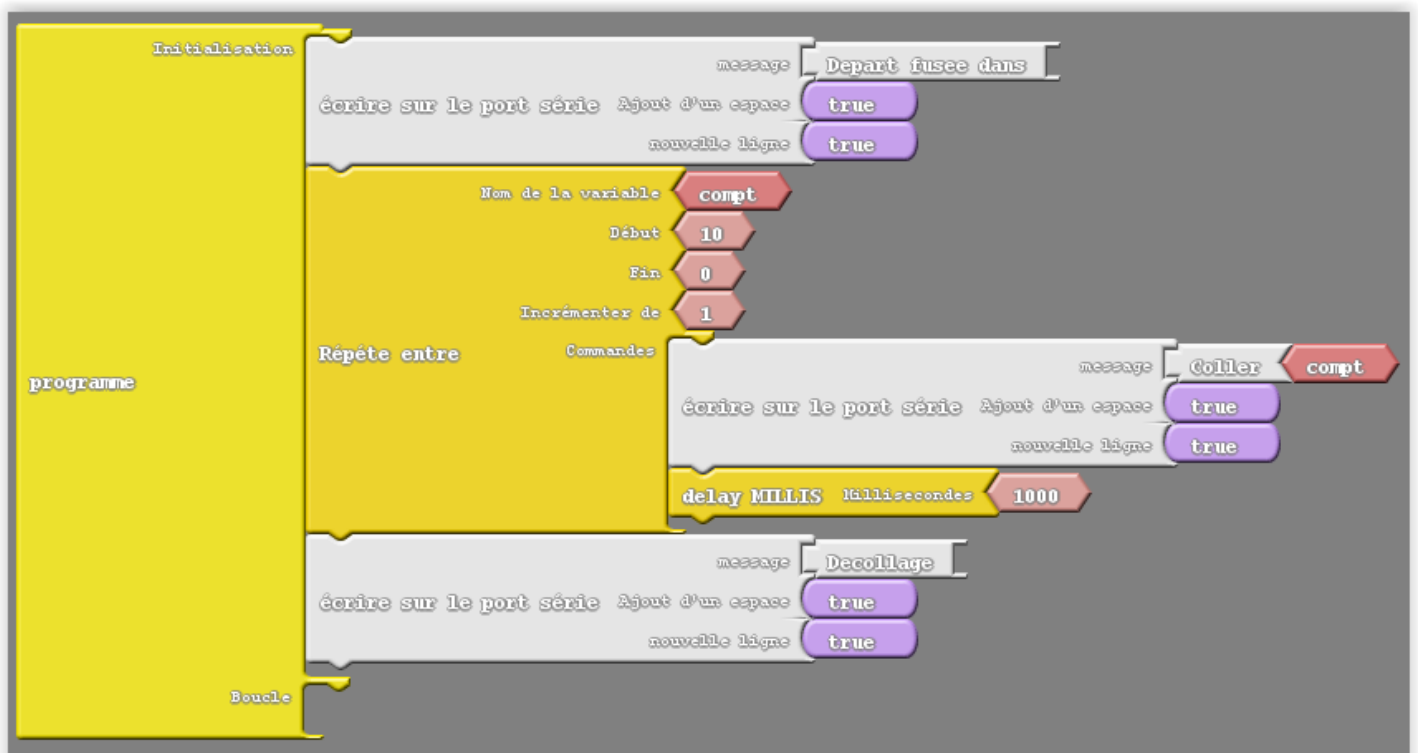 programme
Initialisation
écrire sur le port série
message Depart fusee dans
Ajout d'un espace true
nouvelle ligne true
Répéte entre
Nom de la variable compt
Début 10
Fin 0
Incrémenter de 1
Commandes
écrire sur le port série
message Coller compt
Ajout d'un espace true
nouvelle ligne true
delay MILLIS Millisecondes 1000
écrire sur le port série
message Decollage
Ajout d'un espace true
nouvelle ligne true
Boucle